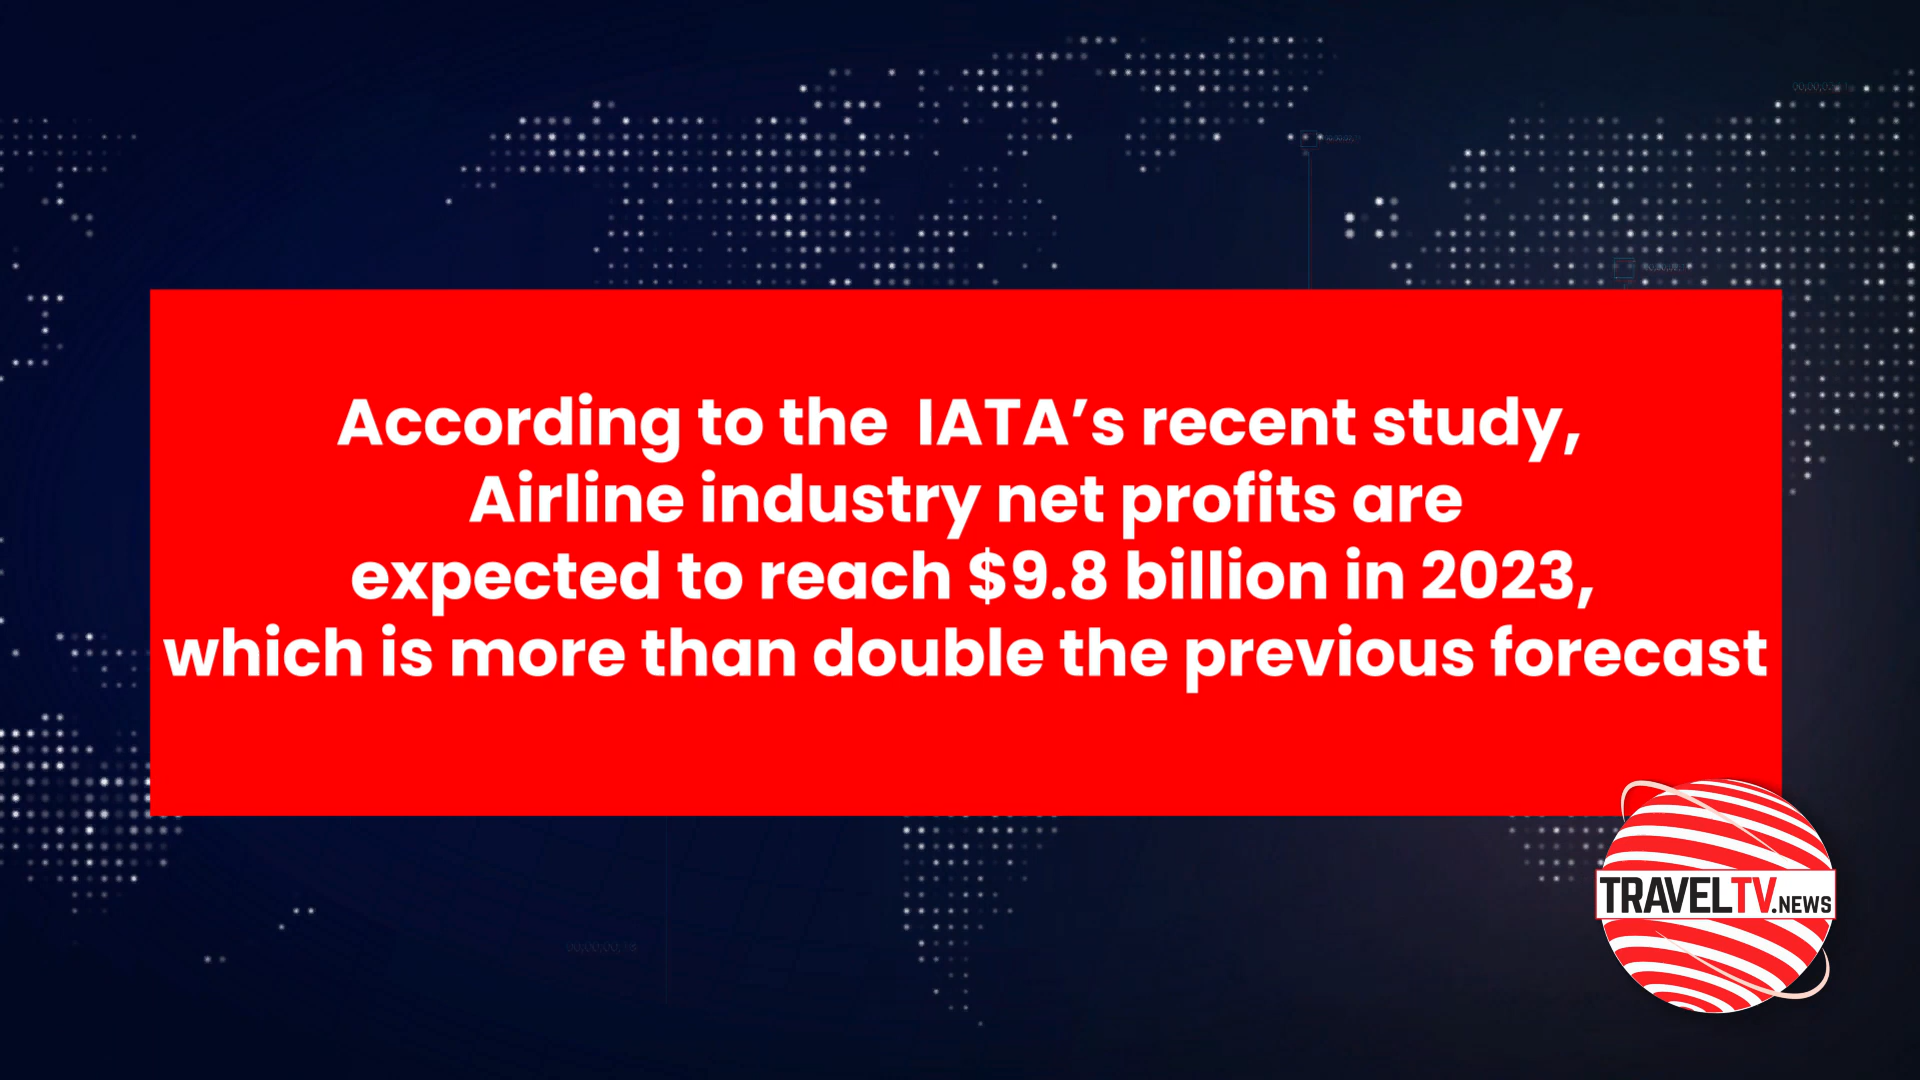 According to the IATA’s recent study,
Airline industry net profits are
expected to reach $9.8 billion in 2023,
which is more than double the previous forecast
TRAVELTV.NEWS